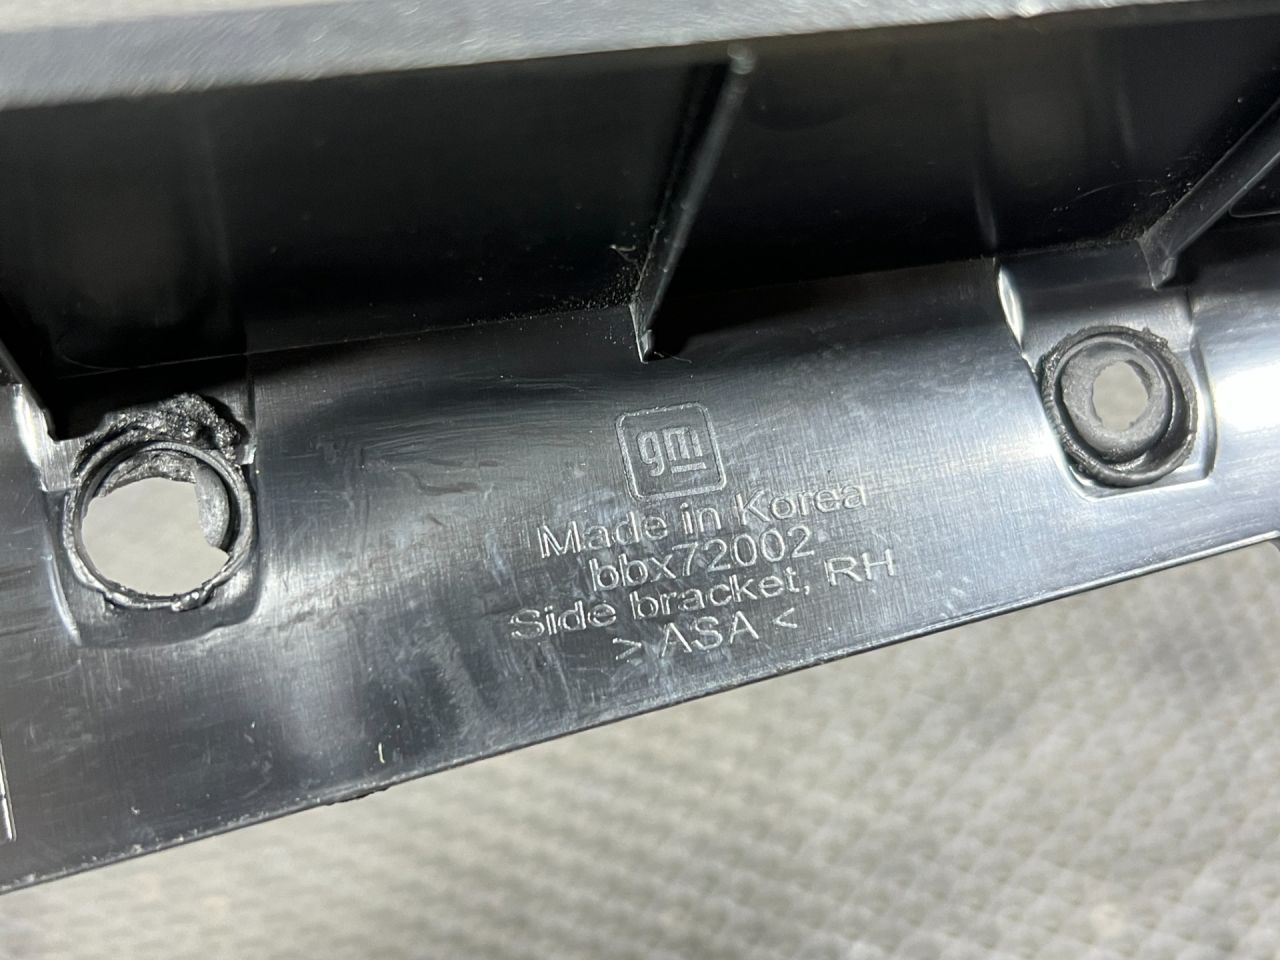 gm
Made in Korea
bbx72002
Side bracket, RH
> ASA <